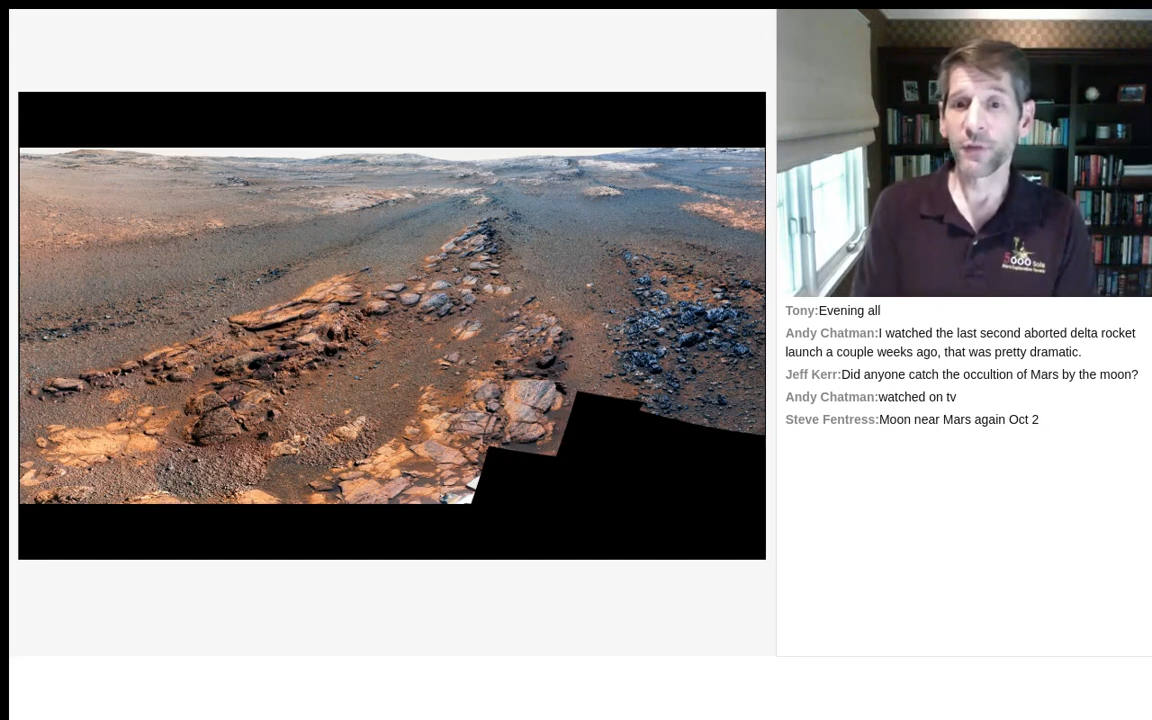 5000 Sols
Tony:Evening all
Andy Chatman:I watched the last second aborted delta rocket
launch a couple weeks ago, that was pretty dramatic.
Jeff Kerr:Did anyone catch the occultion of Mars by the moon?
Andy Chatman:watched on tv
Steve Fentress:Moon near Mars again Oct 2